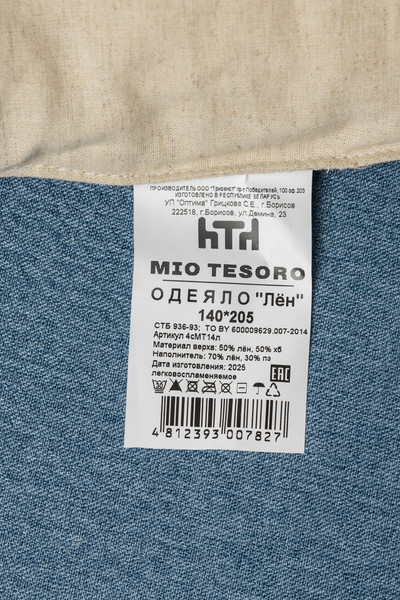 ПРОИЗВОДИТЕЛЬ ООО "Триовист" пр-т Победителей, 100 оф.203
ИЗГОТОВЛЕНО В РЕСПУБЛИКЕ БЕЛАРУСЬ
УП "Оптима" Грицкова С.Е., г.Борисов
222518, г.Борисов, ул.Демина, 23
MIO TESORO
ОДЕЯЛО "Лён"
140*205
СТБ 936-93; ТО BY 600009629.007-2014
Артикул 4сМТ14л
Материал верха: 50% лён, 50% хб
Наполнитель: 70% лён, 30% пэ
Дата изготовления: 2025
легковоспламеняемое
EAC
4 812393 007827